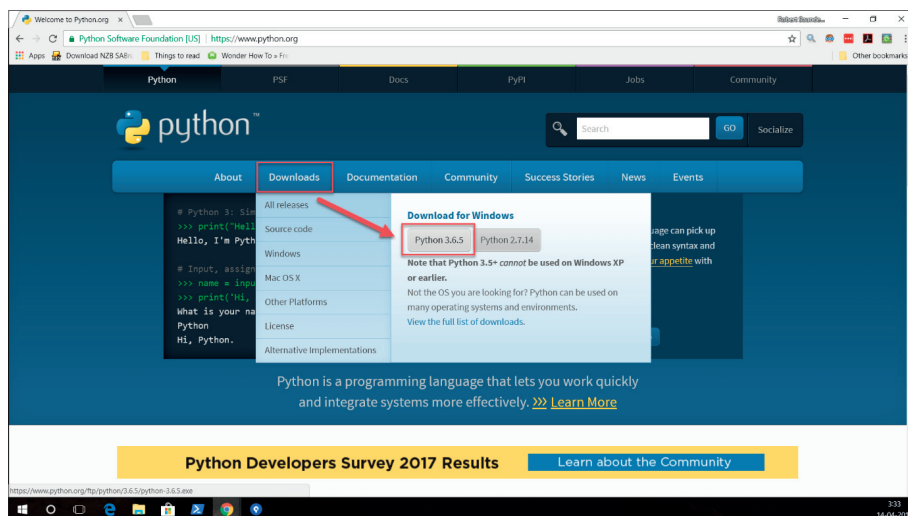 Welcome to Python.org
Python Software Foundation [US] | https://www.python.org
Apps Download NZB SABn Things to read Wonder How To » Fre Other bookmarks
Python PSF Docs PyPI Jobs Community
python™
Search GO Socialize
About Downloads Documentation Community Success Stories News Events
All releases
Source code
Windows
Mac OS X
Other Platforms
License
Alternative Implementations
Download for Windows
Python 3.6.5 Python 2.7.14
Note that Python 3.5+ cannot be used on Windows XP
or earlier.
Not the OS you are looking for? Python can be used on
many operating systems and environments.
View the full list of downloads.
# Python 3: Sim
>>> print("Hell
Hello, I'm Pyth
# Input, assign
>>> name = inpu
>>> print('Hi,
What is your na
Python
Hi, Python.
uage can pick up
clean syntax and
ur appetite with
Python is a programming language that lets you work quickly
and integrate systems more effectively. >>> Learn More
Python Developers Survey 2017 Results Learn about the Community
https://www.python.org/ftp/python/3.6.5/python-3.6.5.exe
3:33